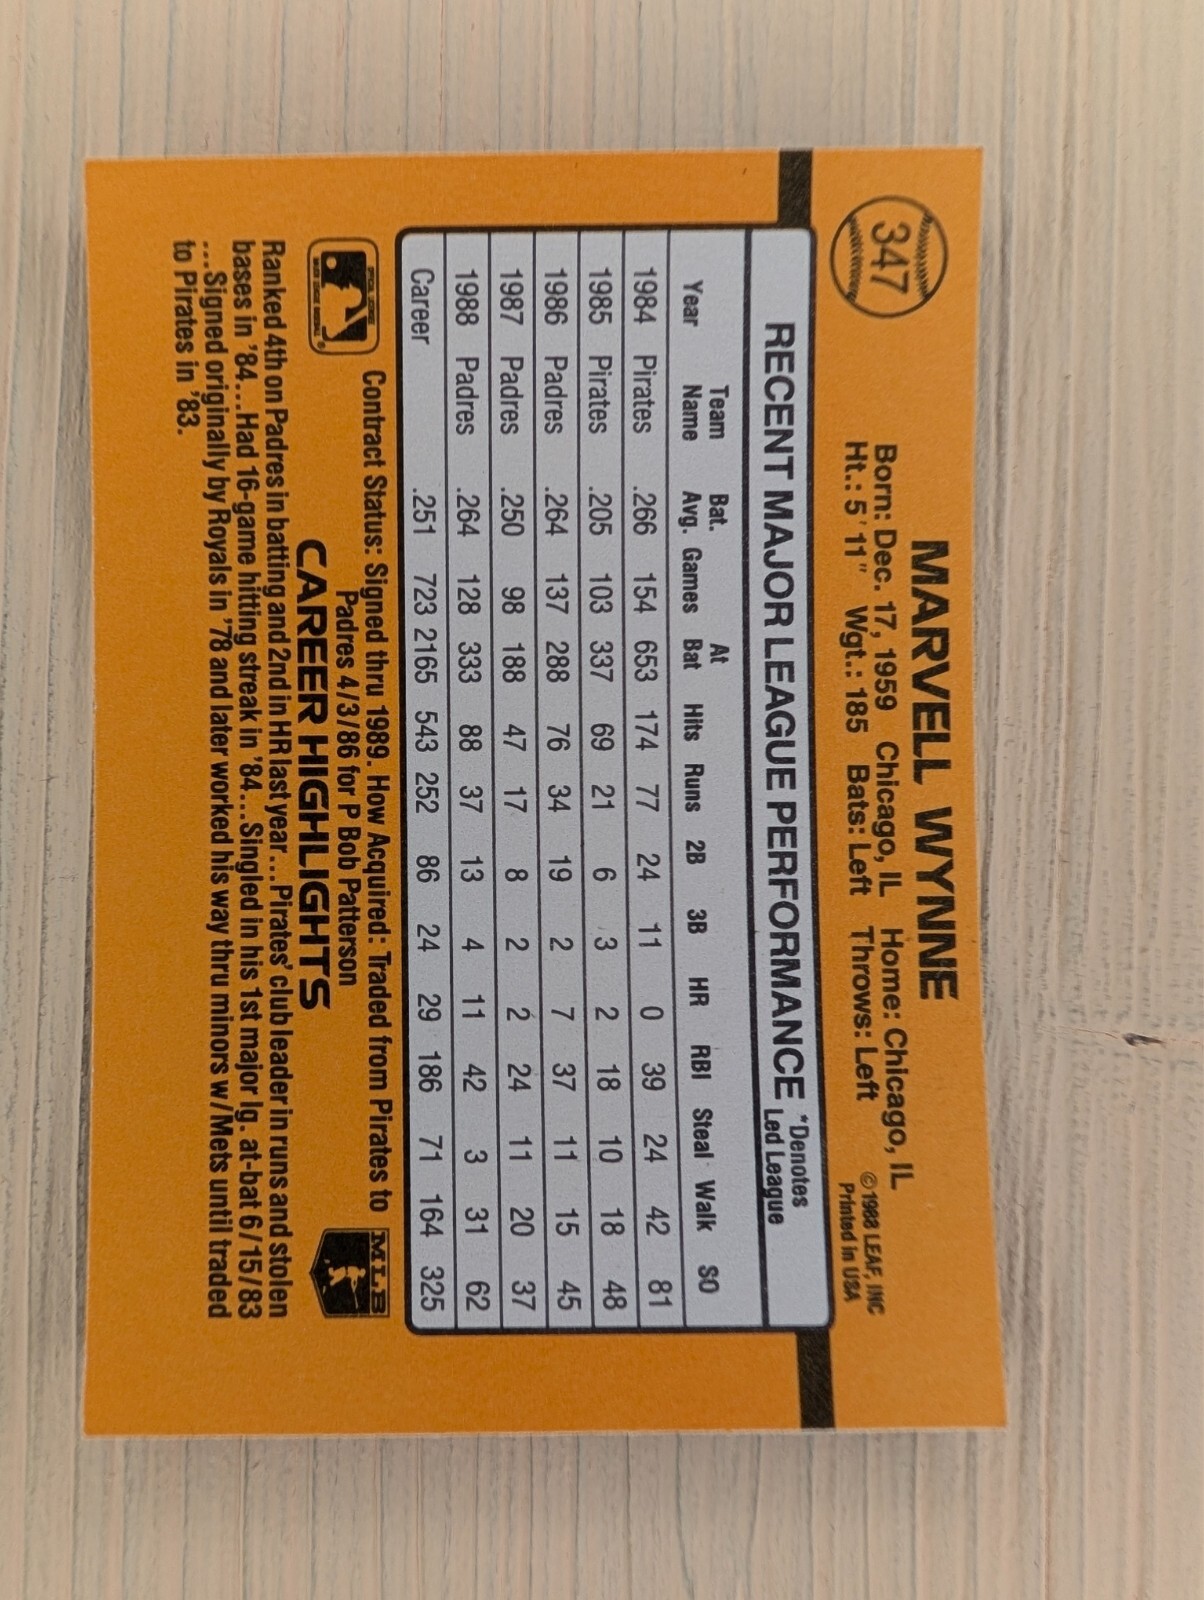 347
MARVELL WYNNE
Born: Dec. 17, 1959 Chicago, IL Home: Chicago, IL
Ht.: 5'11" Wgt.: 185 Bats: Left Throws: Left
©1988 LEAF, INC
Printed in USA
RECENT MAJOR LEAGUE PERFORMANCE *Denotes Led League
Year Team Name Bat. Avg. Games At Bat Hits Runs 2B 3B HR RBI Steal Walk SO
1984 Pirates .266 154 653 174 77 24 11 0 39 24 42 81
1985 Pirates .205 103 337 69 21 6 3 2 18 10 18 48
1986 Padres .264 137 288 76 34 19 2 7 37 11 15 45
1987 Padres .250 98 188 47 17 8 2 2 24 11 20 37
1988 Padres .264 128 333 88 37 13 4 11 42 3 31 62
Career .251 723 2165 543 252 86 24 29 186 71 164 325
Contract Status: Signed thru 1989. How Acquired: Traded from Pirates to
Padres 4/3/86 for P Bob Patterson
MLB
CAREER HIGHLIGHTS
Ranked 4th on Padres in batting and 2nd in HR last year...Pirates' club leader in runs and stolen
bases in '84...Had 16-game hitting streak in '84...Singled in his 1st major lg. at-bat 6/15/83
...Signed originally by Royals in '78 and later worked his way thru minors w/Mets until traded
to Pirates in '83.